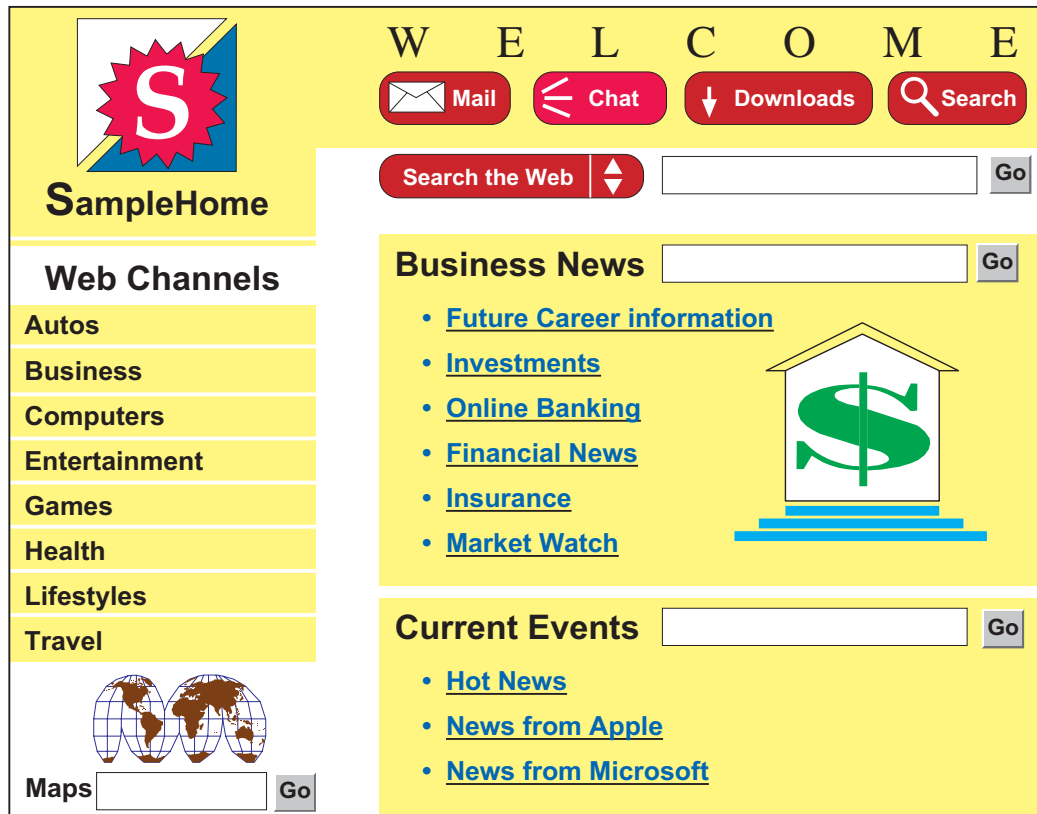 S
SampleHome
Web Channels
Autos
Business
Computers
Entertainment
Games
Health
Lifestyles
Travel
Maps Go
W E L C O M E
Mail Chat Downloads Search
Search the Web Go
Business News Go
• Future Career information
• Investments
• Online Banking
• Financial News
• Insurance
• Market Watch
$
Current Events Go
• Hot News
• News from Apple
• News from Microsoft